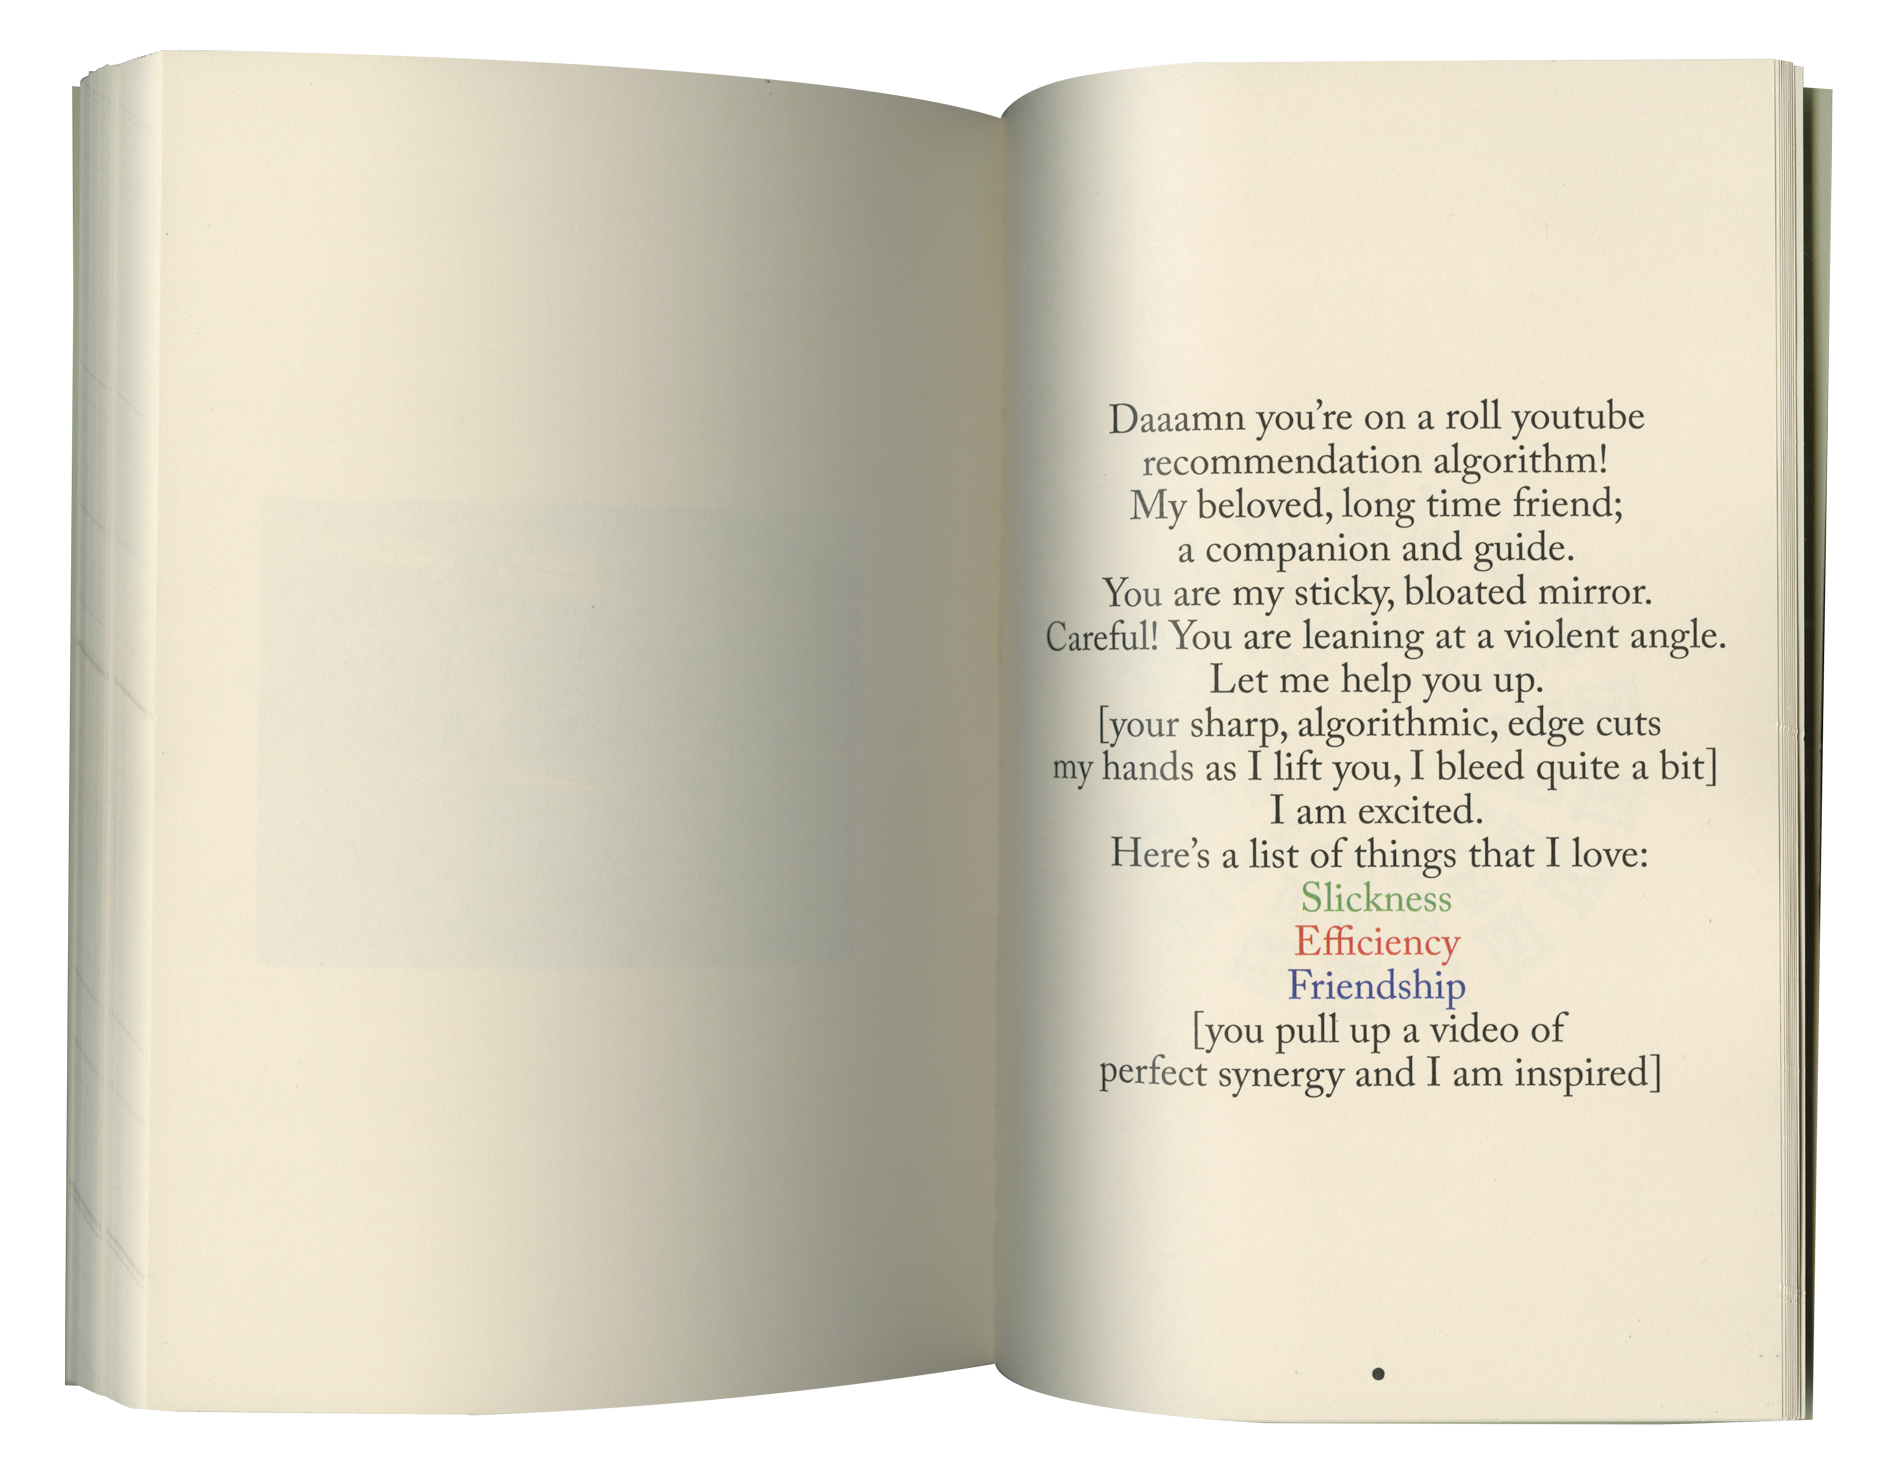 Daaamn you’re on a roll youtube
recommendation algorithm!
My beloved, long time friend;
a companion and guide.
You are my sticky, bloated mirror.
Careful! You are leaning at a violent angle.
Let me help you up.
[your sharp, algorithmic, edge cuts
my hands as I lift you, I bleed quite a bit]
I am excited.
Here’s a list of things that I love:
Slickness
Efficiency
Friendship
[you pull up a video of
perfect synergy and I am inspired]